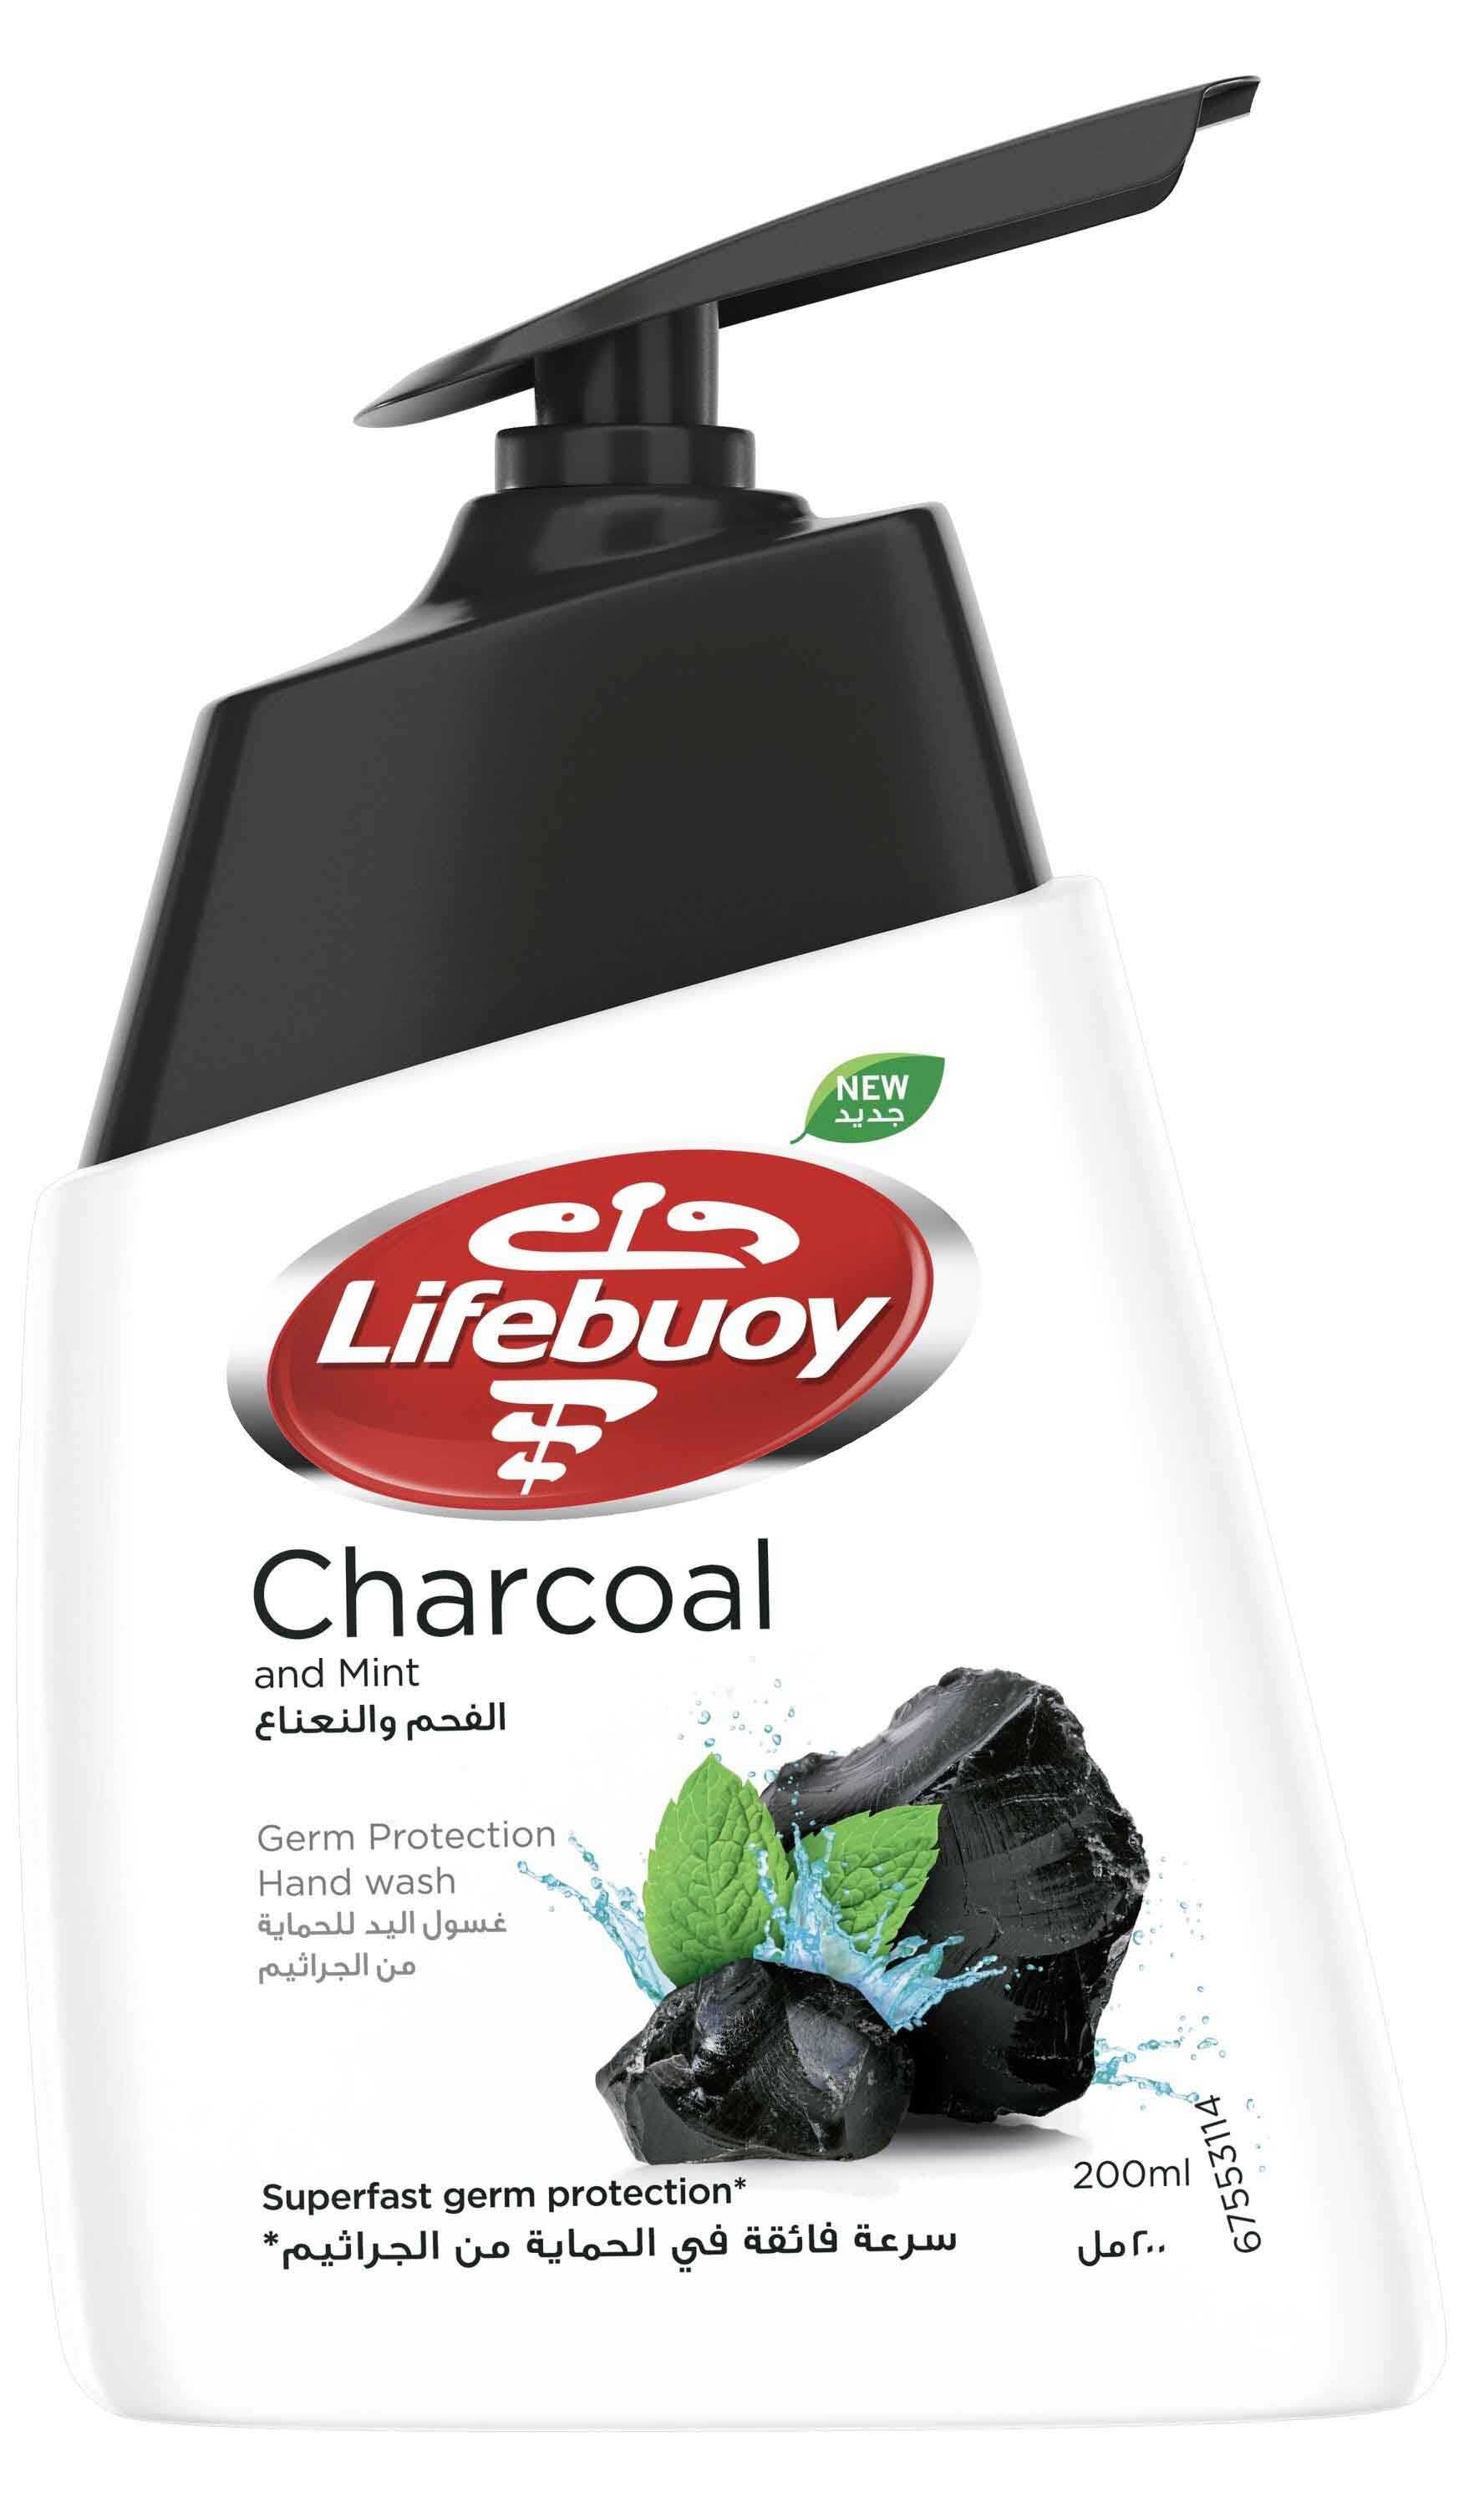 NEW
جديد
Lifebuoy
Charcoal
and Mint
الفحم والنعناع
Germ Protection
Hand wash
غسول اليد للحماية
من الجراثيم
Superfast germ protection*
سرعة فائقة في الحماية من الجراثيم*
200ml
٢٠٠مل
67553114